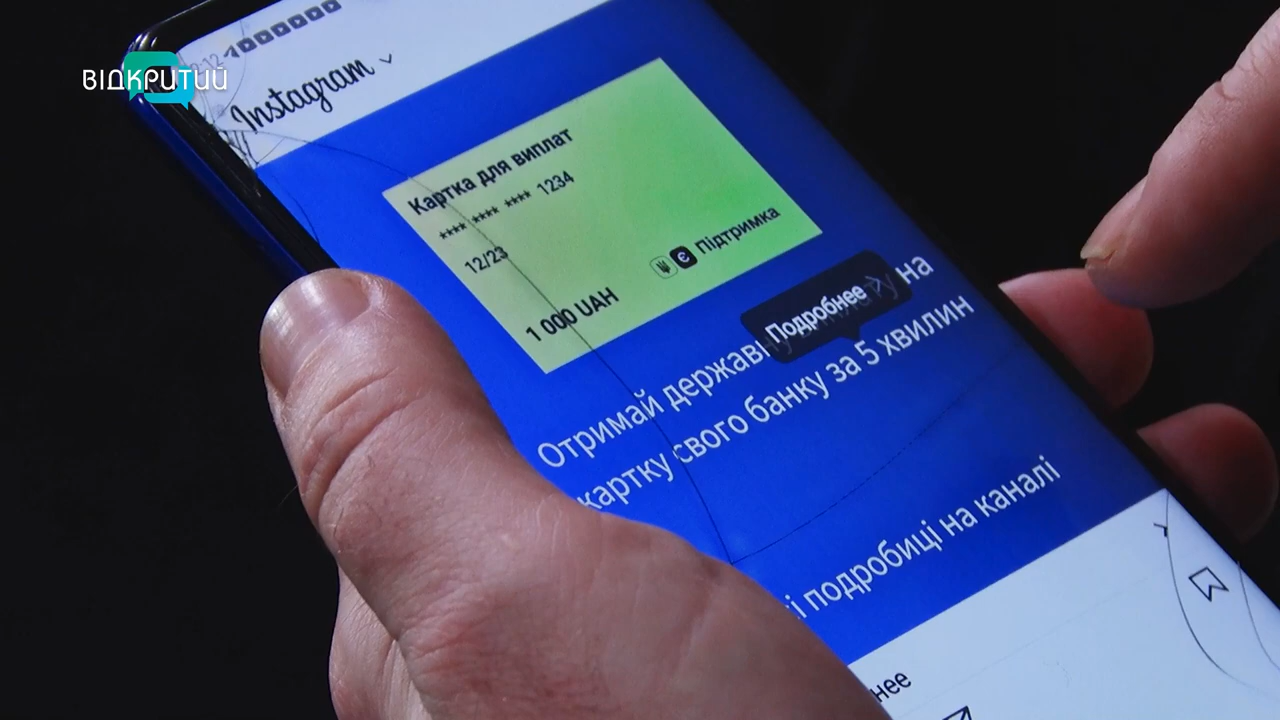 ВІДКРИТИЙ
Instagram
Картка для виплат
**** **** **** 1234
12/23
Є Підтримка
1 000 UAH
Подробнее
Отримай на
картку свого банку за 5 хвилин
подробиці на каналі